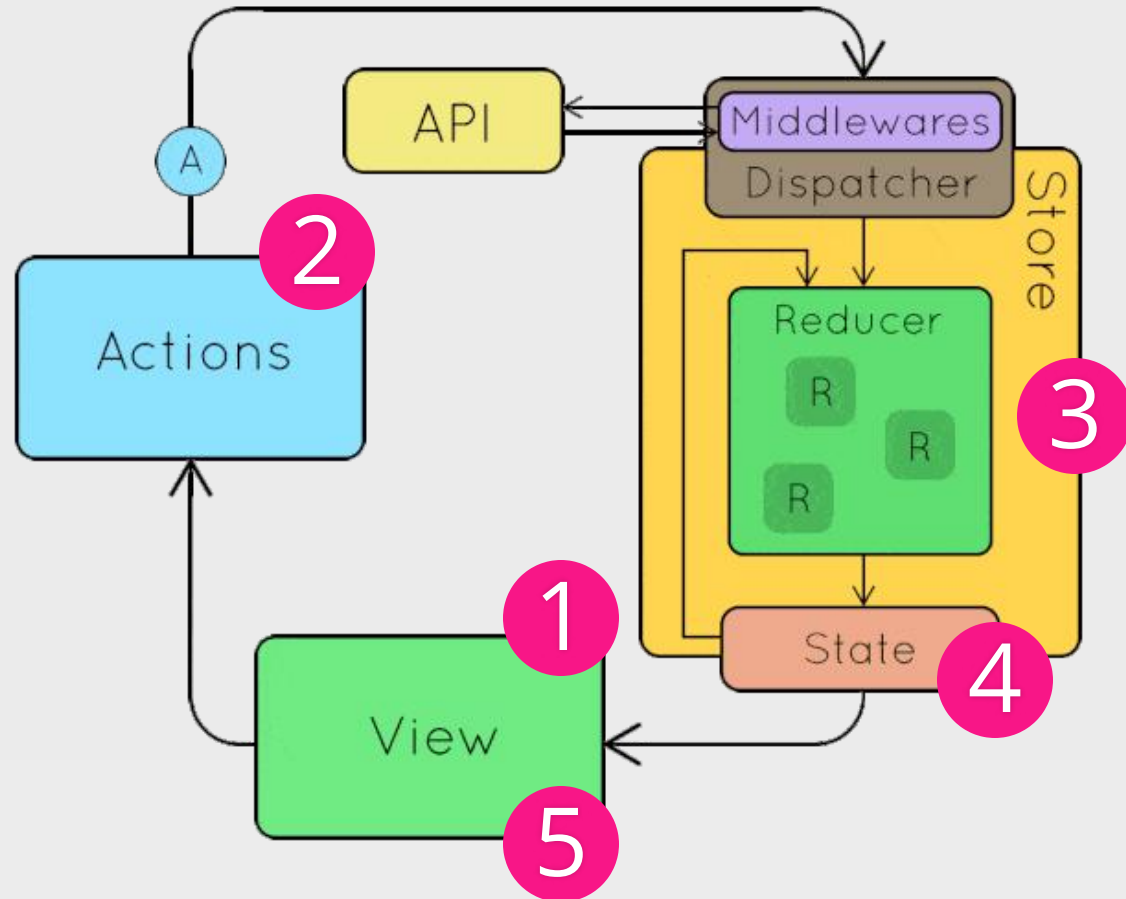 API
Middlewares
Dispatcher
Store
A
2
Actions
Reducer
R
R
R
3
1
State
4
View
5